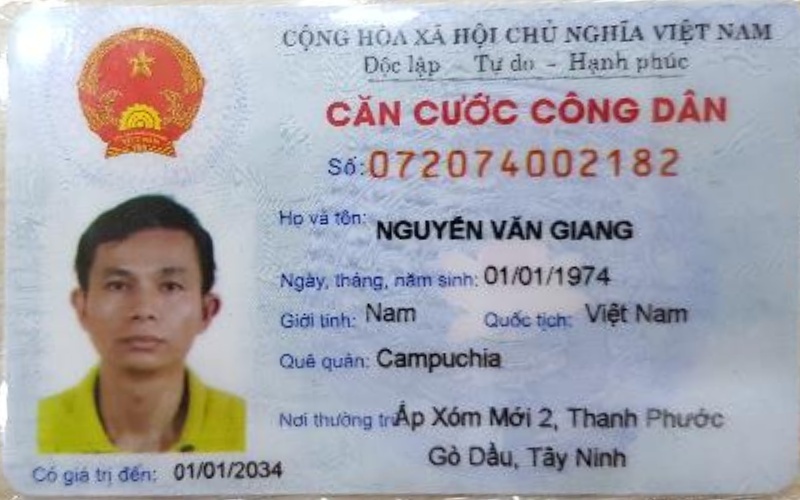 CỘNG HÒA XÃ HỘI CHỦ NGHĨA VIỆT NAM
Độc lập - Tự do - Hạnh phúc
CĂN CƯỚC CÔNG DÂN
Số: 072074002182
Họ và tên: NGUYỄN VĂN GIANG
Ngày, tháng, năm sinh: 01/01/1974
Giới tính: Nam Quốc tịch: Việt Nam
Quê quán: Campuchia
Nơi thường trú: Ấp Xóm Mới 2, Thanh Phước
Gò Dầu, Tây Ninh
Có giá trị đến: 01/01/2034